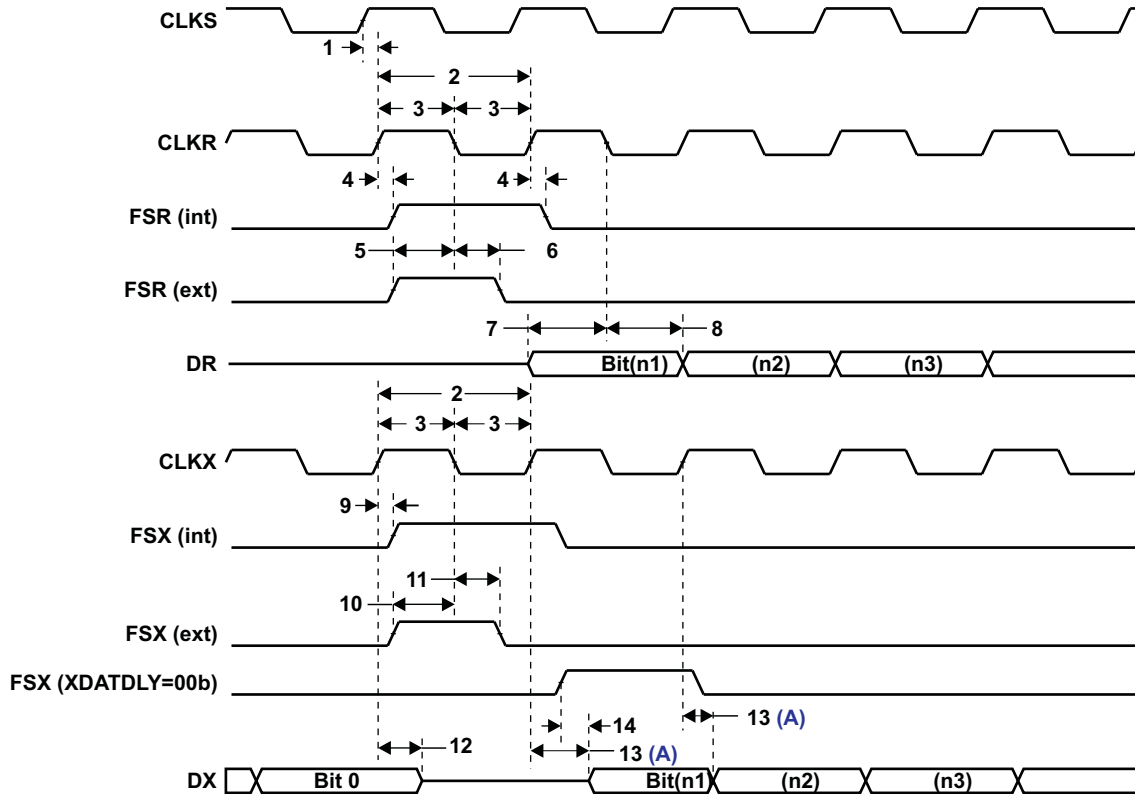 CLKS
1
2
3 3
CLKR
4 4
FSR (int)
5 6
FSR (ext)
7 8
DR Bit(n1) (n2) (n3)
2
3 3
CLKX
9
FSX (int)
11
10
FSX (ext)
FSX (XDATDLY=00b)
14 13 (A)
12 13 (A)
DX Bit 0 Bit(n1) (n2) (n3)